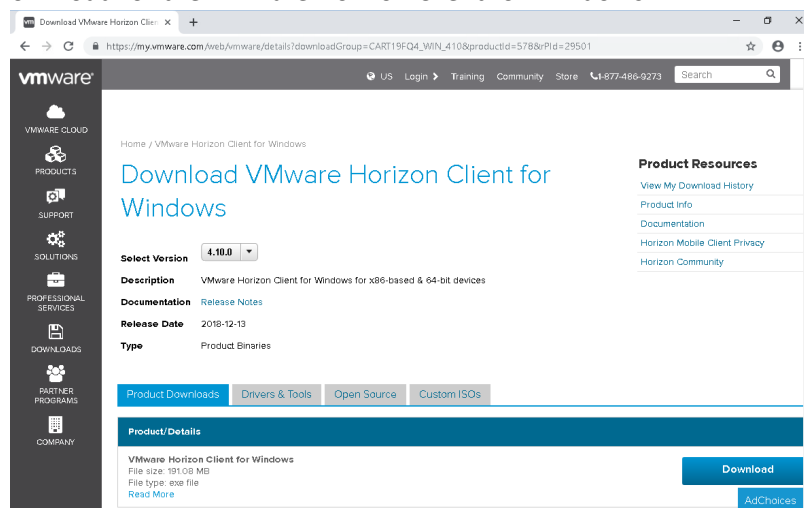 Download VMware Horizon Clien
https://my.vmware.com/web/vmware/details?downloadGroup=CART19FQ4_WIN_410&productId=578&rPId=29501
vmware
US Login Training Community Store 1-877-486-9273 Search
VMWARE CLOUD
PRODUCTS
SUPPORT
SOLUTIONS
PROFESSIONAL
SERVICES
DOWNLOADS
PARTNER
PROGRAMS
COMPANY
Home / VMware Horizon Client for Windows
Download VMware Horizon Client for
Windows
Select Version 4.10.0
Description VMware Horizon Client for Windows for x86-based & 64-bit devices
Documentation Release Notes
Release Date 2018-12-13
Type Product Binaries
Product Resources
View My Download History
Product Info
Documentation
Horizon Mobile Client Privacy
Horizon Community
Product Downloads Drivers & Tools Open Source Custom ISOs
Product/Details
VMware Horizon Client for Windows
File size: 191.08 MB
File type: exe file
Read More
Download
AdChoices